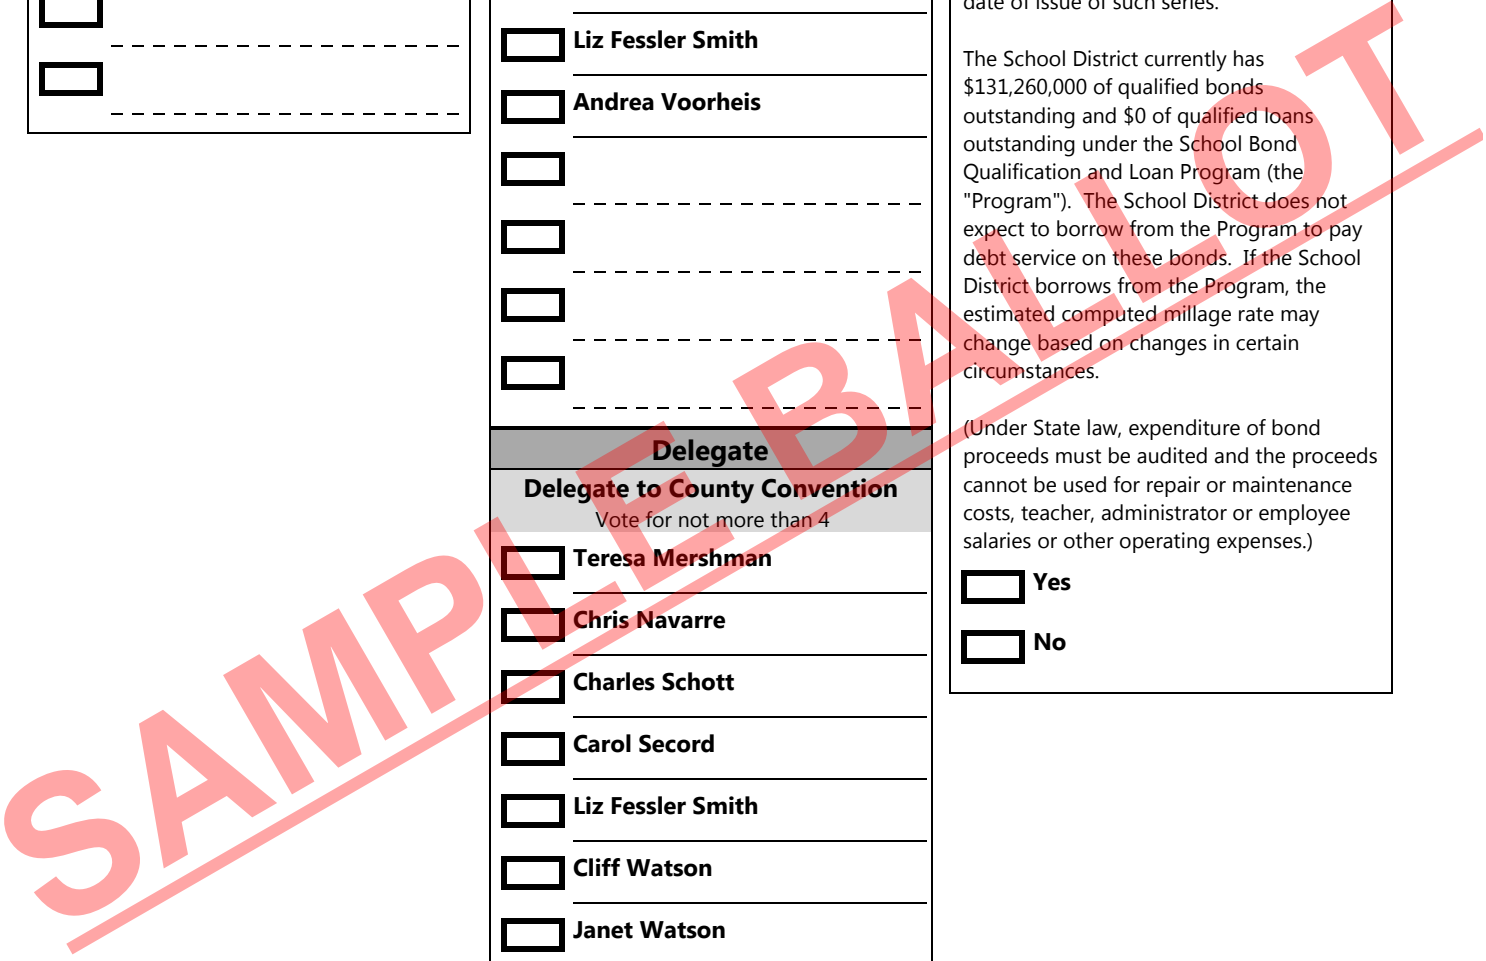 Liz Fessler Smith
Andrea Voorheis
Delegate
Delegate to County Convention
Vote for not more than 4
Teresa Mershman
Chris Navarre
Charles Schott
Carol Secord
Liz Fessler Smith
Cliff Watson
Janet Watson
date of issue of such series.
The School District currently has
$131,260,000 of qualified bonds
outstanding and $0 of qualified loans
outstanding under the School Bond
Qualification and Loan Program (the
"Program").  The School District does not
expect to borrow from the Program to pay
debt service on these bonds.  If the School
District borrows from the Program, the
estimated computed millage rate may
change based on changes in certain
circumstances.
(Under State law, expenditure of bond
proceeds must be audited and the proceeds
cannot be used for repair or maintenance
costs, teacher, administrator or employee
salaries or other operating expenses.)
Yes
No
SAMPLE BALLOT